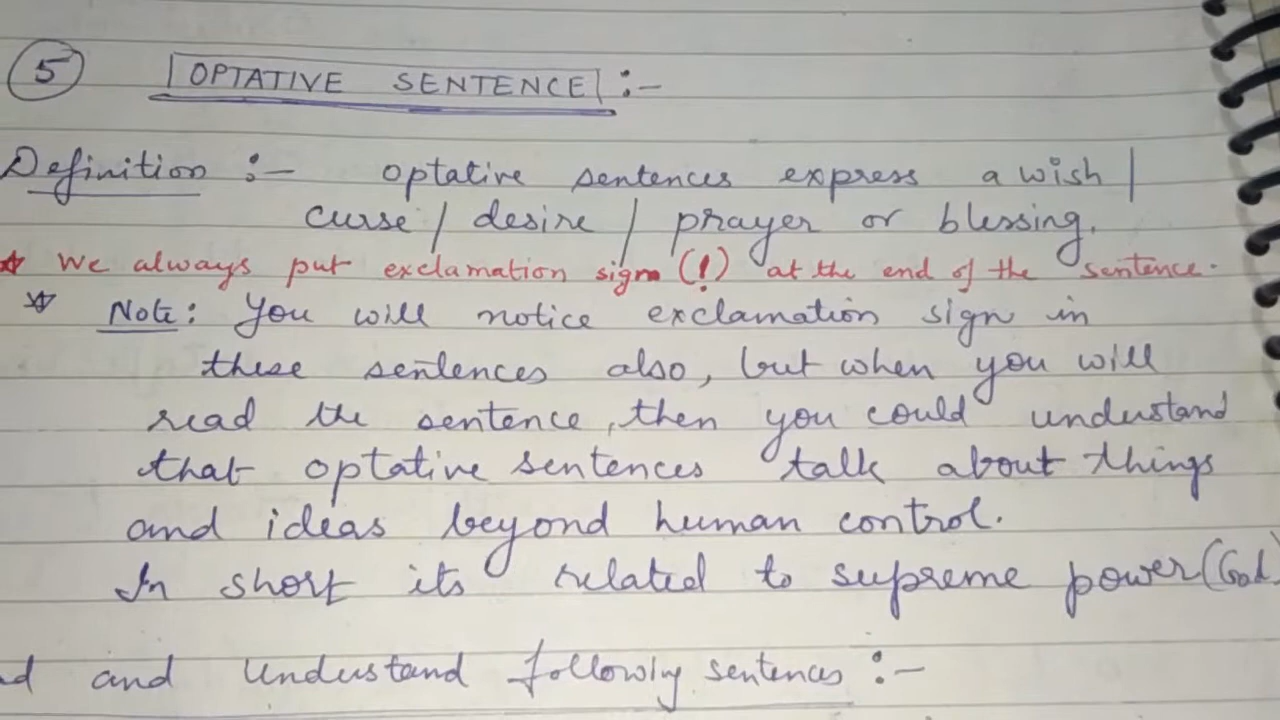 5 OPTATIVE SENTENCE :-
Definition :- optative sentences express a wish /
curse / desire / prayer or blessing.
We always put exclamation sign (!) at the end of the sentence.
Note: You will notice exclamation sign in
these sentences also, but when you will
read the sentence, then you could understand
that optative sentences talk about things
and ideas beyond human control.
In short its related to supreme power (God)
and understand following sentences :-